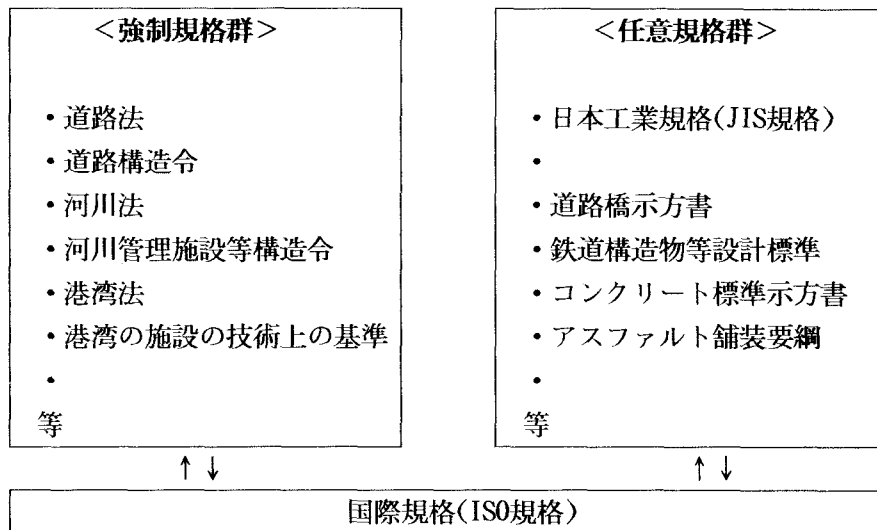 ＜強制規格群＞
・道路法
・道路構造令
・河川法
・河川管理施設等構造令
・港湾法
・港湾の施設の技術上の基準
・
等
＜任意規格群＞
・日本工業規格(JIS規格)
・
・道路橋示方書
・鉄道構造物等設計標準
・コンクリート標準示方書
・アスファルト舗装要綱
・
等
↑↓
↑↓
国際規格(ISO規格)